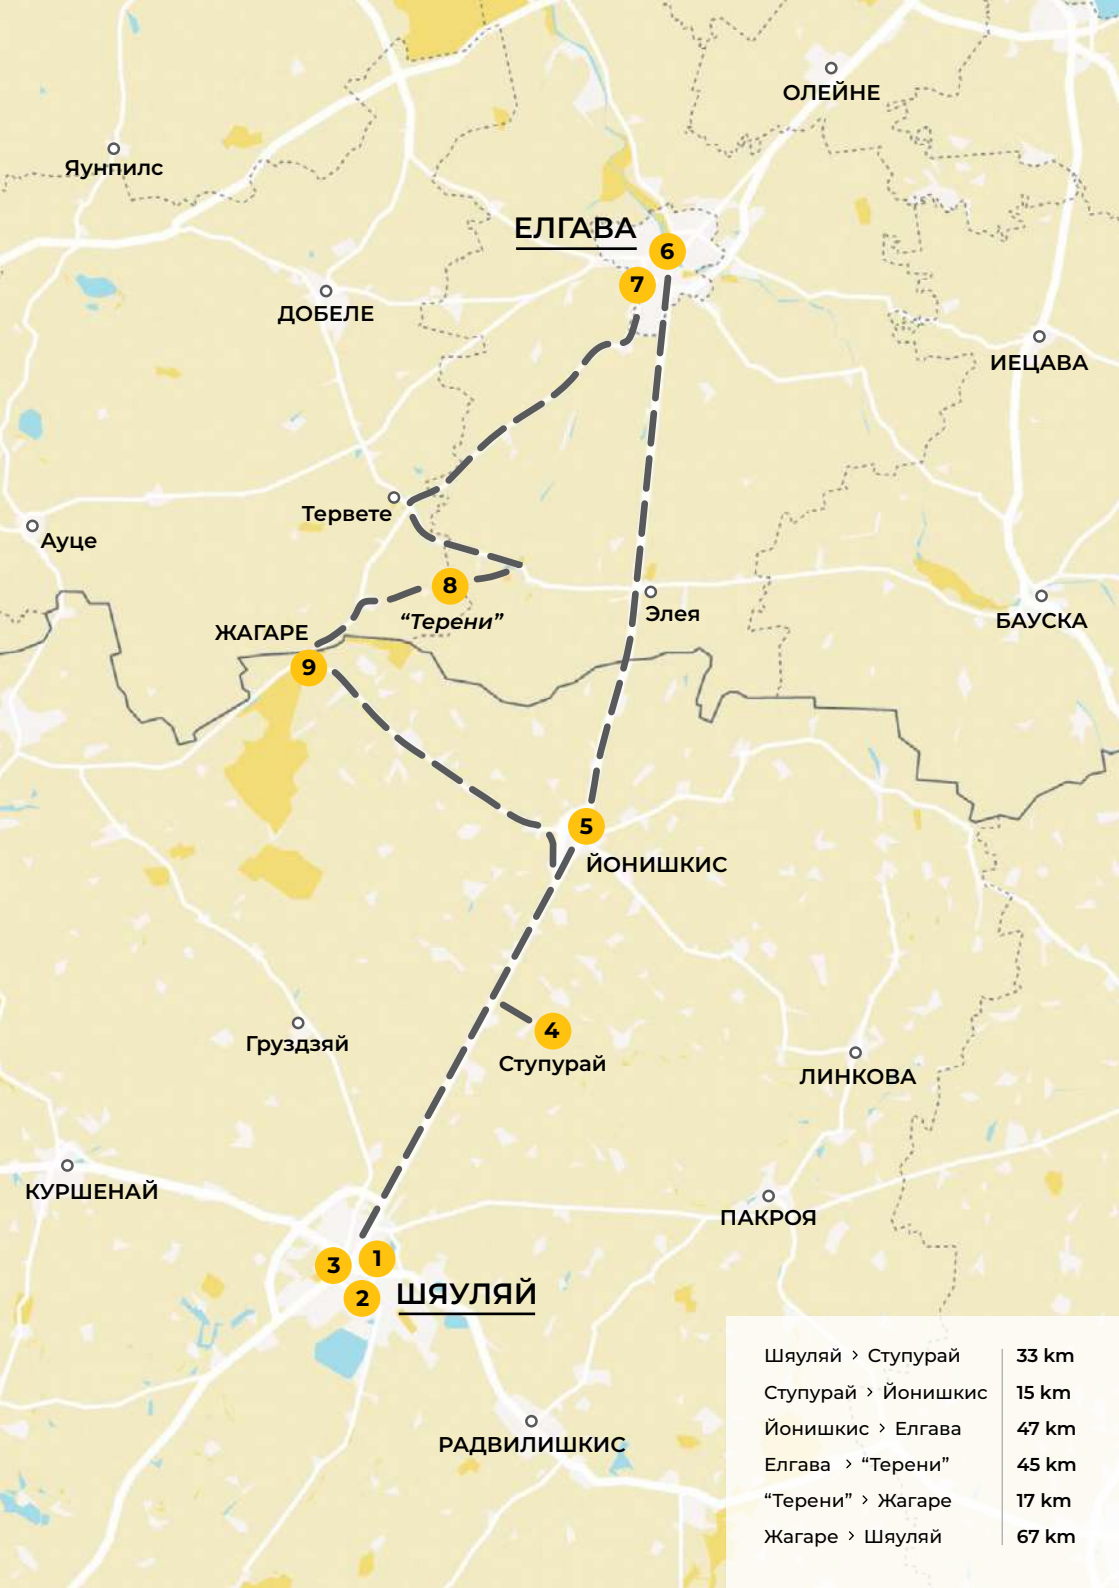 ОЛЕЙНЕ
Яунпилс
ЕЛГАВА
6
7
ДОБЕЛЕ
ИЕЦАВА
Тервете
Ауце
8
“Терени”
Элея
БАУСКА
ЖАГАРЕ
9
5
ЙОНИШКИС
4
Ступурай
Груздзяй
ЛИНКОВА
КУРШЕНАЙ
ПАКРОЯ
3
1
2
ШЯУЛЯЙ
РАДВИЛИШКИС
Шяуляй › Ступурай 33 km
Ступурай › Йонишкис 15 km
Йонишкис › Елгава 47 km
Елгава › “Терени” 45 km
“Терени” › Жагаре 17 km
Жагаре › Шяуляй 67 km